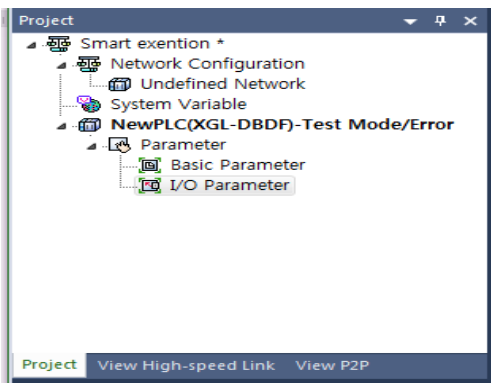 Project
Smart exention *
Network Configuration
Undefined Network
System Variable
NewPLC(XGL-DBDF)-Test Mode/Error
Parameter
Basic Parameter
I/O Parameter
Project View High-speed Link View P2P